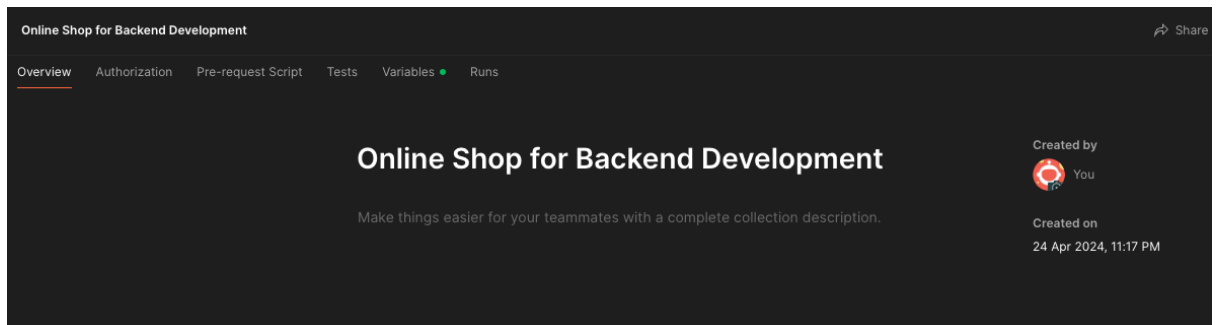 Online Shop for Backend Development
Share
Overview Authorization Pre-request Script Tests Variables Runs
Online Shop for Backend Development
Make things easier for your teammates with a complete collection description.
Created by
You
Created on
24 Apr 2024, 11:17 PM